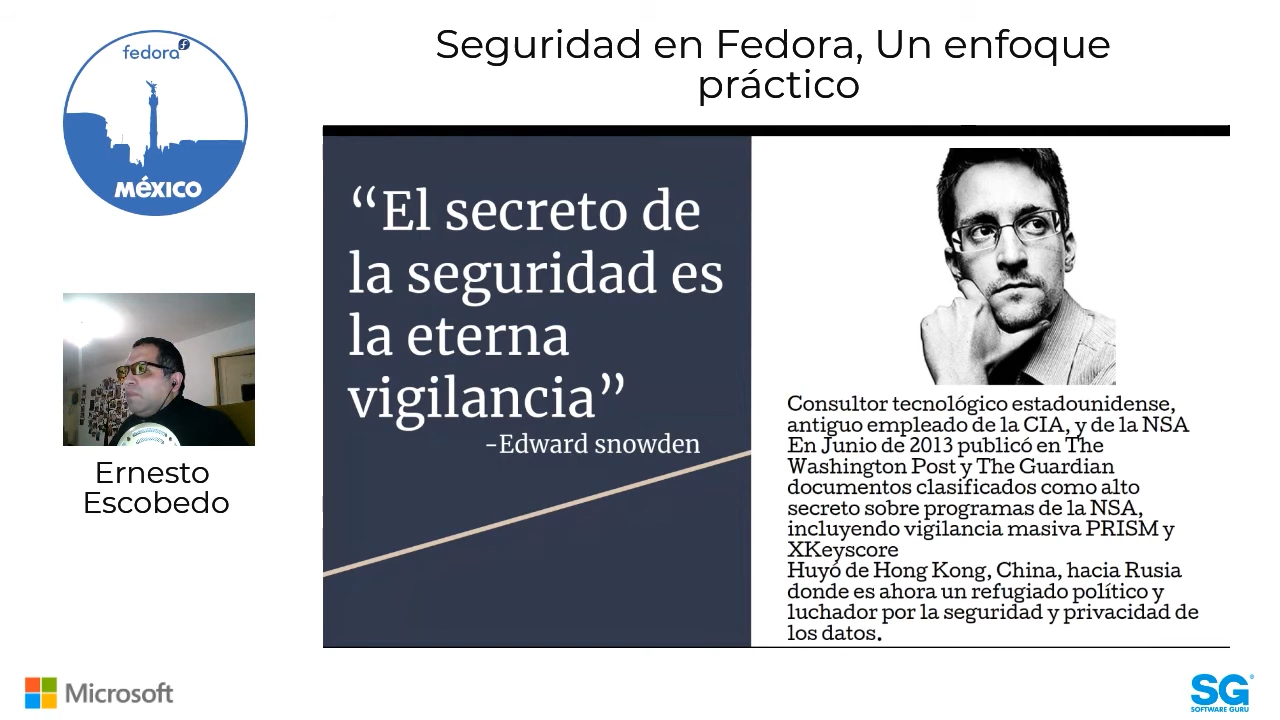 fedora
MéXICO
Seguridad en Fedora, Un enfoque
práctico
“El secreto de
la seguridad es
la eterna
vigilancia”
-Edward snowden
Consultor tecnológico estadounidense,
antiguo empleado de la CIA, y de la NSA
En Junio de 2013 publicó en The
Washington Post y The Guardian
documentos clasificados como alto
secreto sobre programas de la NSA,
incluyendo vigilancia masiva PRISM y
XKeyscore
Huyó de Hong Kong, China, hacia Rusia
donde es ahora un refugiado político y
luchador por la seguridad y privacidad de
los datos.
Ernesto
Escobedo
Microsoft
SG
SOFTWARE GURU